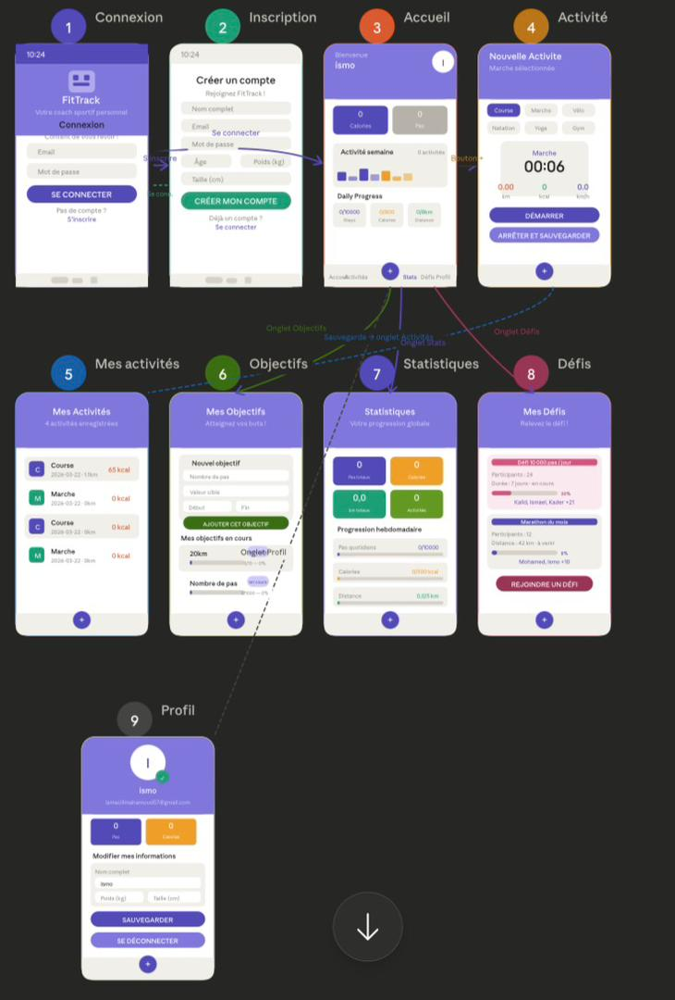 1 Connexion
2 Inscription
3 Accueil
4 Activité
10:24
FitTrack
Votre coach sportif personnel
Connexion
Content de vous revoir !
Email
Mot de passe
SE CONNECTER
Pas de compte ?
S'inscrire
S'inscrire
Se conn.
10:24
Créer un compte
Rejoignez FitTrack !
Nom complet
Email
Se connecter
Mot de passe
Âge
Poids (kg)
Taille (cm)
CRÉER MON COMPTE
Déjà un compte ?
Se connecter
Bienvenue
Ismo
I
0
Calories
0
Pas
Activité semaine
0 activités
Daily Progress
0/10000
Steps
0/500
Calories
0/8km
Distance
+
Accueil
Activités
Stats
Défis
Profil
Bouton +
Nouvelle Activite
Marche sélectionnée
Course
Marche
Vélo
Natation
Yoga
Gym
Marche
00:06
0.00
km
0
kcal
0.0
km/h
DÉMARRER
ARRÊTER ET SAUVEGARDER
+
Onglet Objectifs
Sauvegarde → onglet Activités
Onglet Stats
Onglet Défis
5 Mes activités
6 Objectifs
7 Statistiques
8 Défis
Mes Activités
4 activités enregistrées
C
Course
2026-03-22 · 1.1km
65 kcal
M
Marche
2026-03-22 · 0km
0 kcal
C
Course
2026-03-22 · 0km
0 kcal
M
Marche
2026-03-22 · 0km
0 kcal
+
Mes Objectifs
Atteignez vos buts !
Nouvel objectif
Nombre de pas
Valeur cible
Début
Fin
AJOUTER CET OBJECTIF
Mes objectifs en cours
20km
Onglet Profil
Nombre de pas
+
Statistiques
Votre progression globale
0
Pas totaux
0
Calories
0,0
km totaux
0
Activités
Progression hebdomadaire
Pas quotidiens
0/10000
Calories
0/500 kcal
Distance
0,0/5 km
+
Mes Défis
Relevez le défi !
Défi 10 000 pas / jour
Participants : 24
Durée : 7 jours · en cours
30%
Kalid, Ismael, Kader +21
Marathon du mois
Participants : 12
Distance : 42 km · à venir
5%
Mohamed, Ismo +10
REJOINDRE UN DÉFI
+
9 Profil
I
✓
ismo
0
Pas
0
Calories
Modifier mes informations
Nom complet
Ismo
Poids (kg)
Taille (cm)
SAUVEGARDER
SE DÉCONNECTER
+